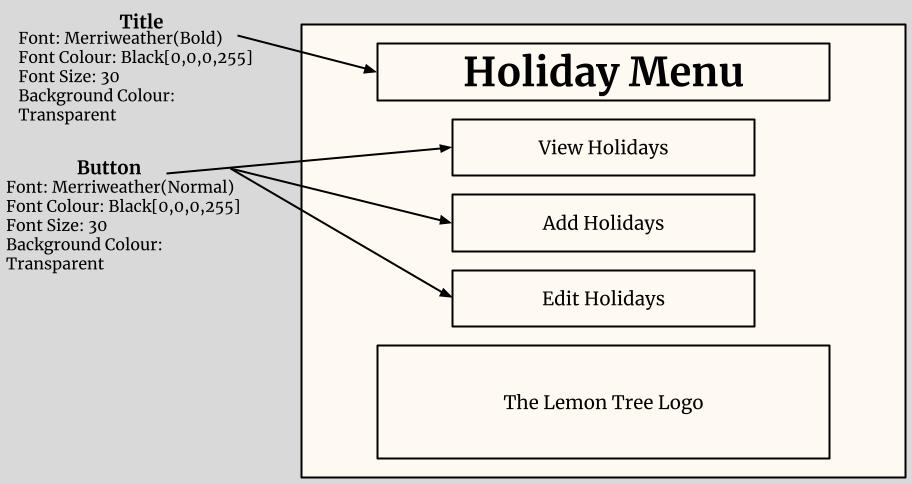 Title
Font: Merriweather(Bold)
Font Colour: Black[0,0,0,255]
Font Size: 30
Background Colour:
Transparent
Button
Font: Merriweather(Normal)
Font Colour: Black[0,0,0,255]
Font Size: 30
Background Colour:
Transparent
Holiday Menu
View Holidays
Add Holidays
Edit Holidays
The Lemon Tree Logo